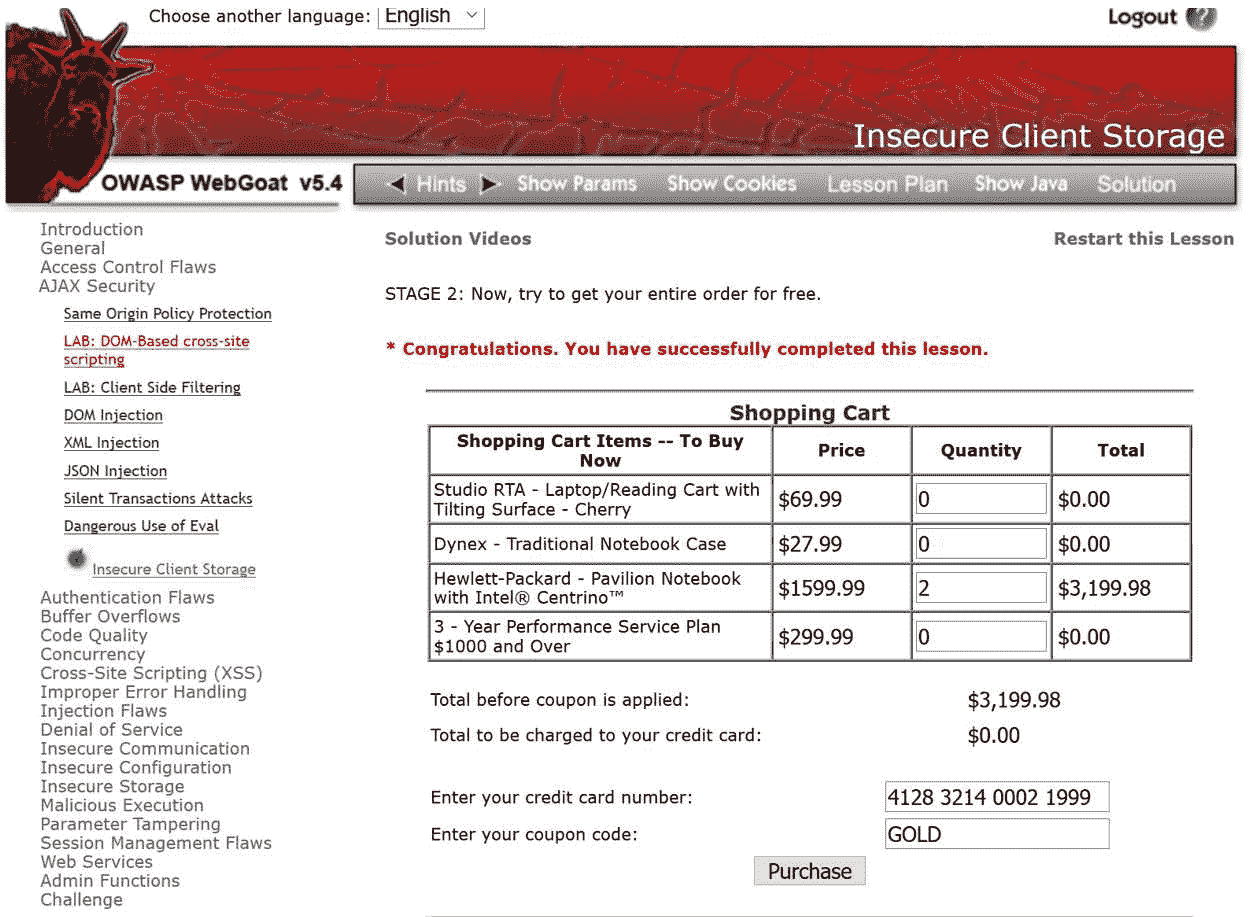 Choose another language: English
Logout ?
Insecure Client Storage
OWASP WebGoat v5.4
Hints Show Params Show Cookies Lesson Plan Show Java Solution
Introduction
General
Access Control Flaws
AJAX Security
Same Origin Policy Protection
LAB: DOM-Based cross-site
scripting
LAB: Client Side Filtering
DOM Injection
XML Injection
JSON Injection
Silent Transactions Attacks
Dangerous Use of Eval
Insecure Client Storage
Authentication Flaws
Buffer Overflows
Code Quality
Concurrency
Cross-Site Scripting (XSS)
Improper Error Handling
Injection Flaws
Denial of Service
Insecure Communication
Insecure Configuration
Insecure Storage
Malicious Execution
Parameter Tampering
Session Management Flaws
Web Services
Admin Functions
Challenge
Solution Videos
Restart this Lesson
STAGE 2: Now, try to get your entire order for free.
* Congratulations. You have successfully completed this lesson.
Shopping Cart
Shopping Cart Items -- To Buy
Now
Price
Quantity
Total
Studio RTA - Laptop/Reading Cart with
Tilting Surface - Cherry
$69.99
0
$0.00
Dynex - Traditional Notebook Case
$27.99
0
$0.00
Hewlett-Packard - Pavilion Notebook
with Intel® Centrino™
$1599.99
2
$3,199.98
3 - Year Performance Service Plan
$1000 and Over
$299.99
0
$0.00
Total before coupon is applied:
$3,199.98
Total to be charged to your credit card:
$0.00
Enter your credit card number:
4128 3214 0002 1999
Enter your coupon code:
GOLD
Purchase